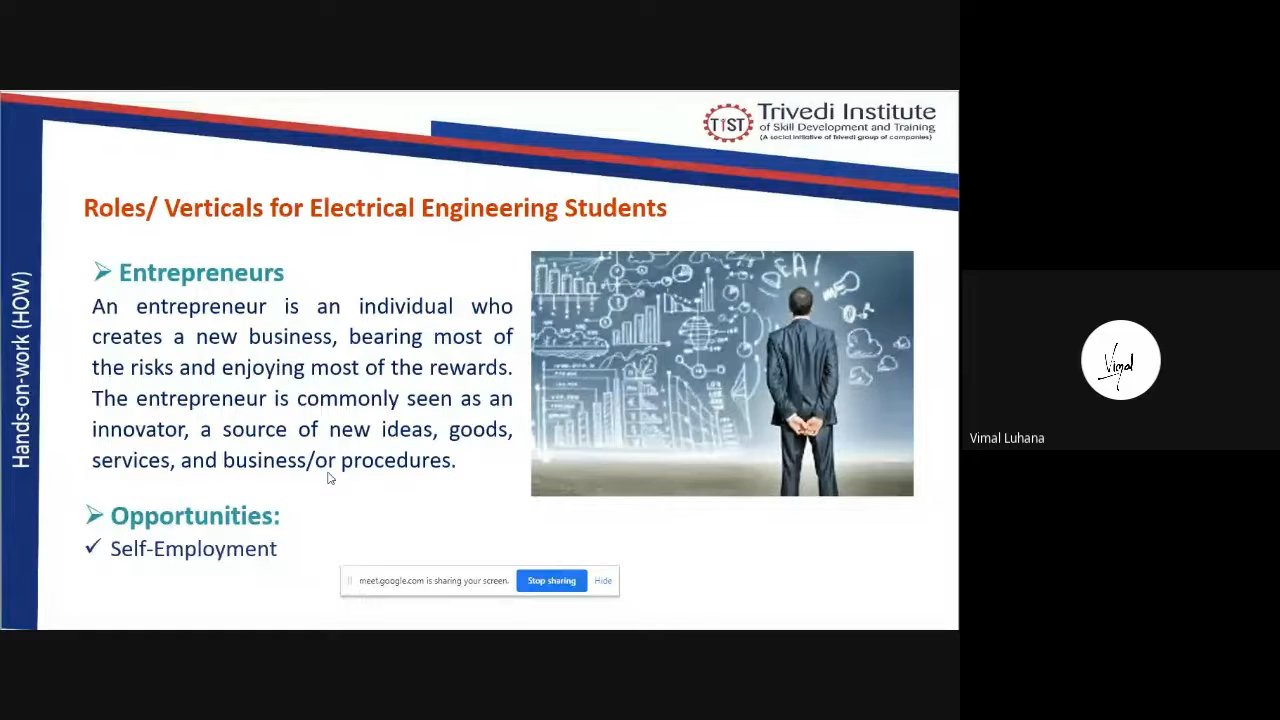 TIST
Trivedi Institute
of Skill Development and Training
(A social initiative of Trivedi group of companies)
Roles/ Verticals for Electrical Engineering Students
Hands-on-work (HOW)
➢ Entrepreneurs
An entrepreneur is an individual who
creates a new business, bearing most of
the risks and enjoying most of the rewards.
The entrepreneur is commonly seen as an
innovator, a source of new ideas, goods,
services, and business/or procedures.
IDEA!
➢ Opportunities:
✓ Self-Employment
meet.google.com is sharing your screen.
Stop sharing
Hide
Vimal
Vimal Luhana